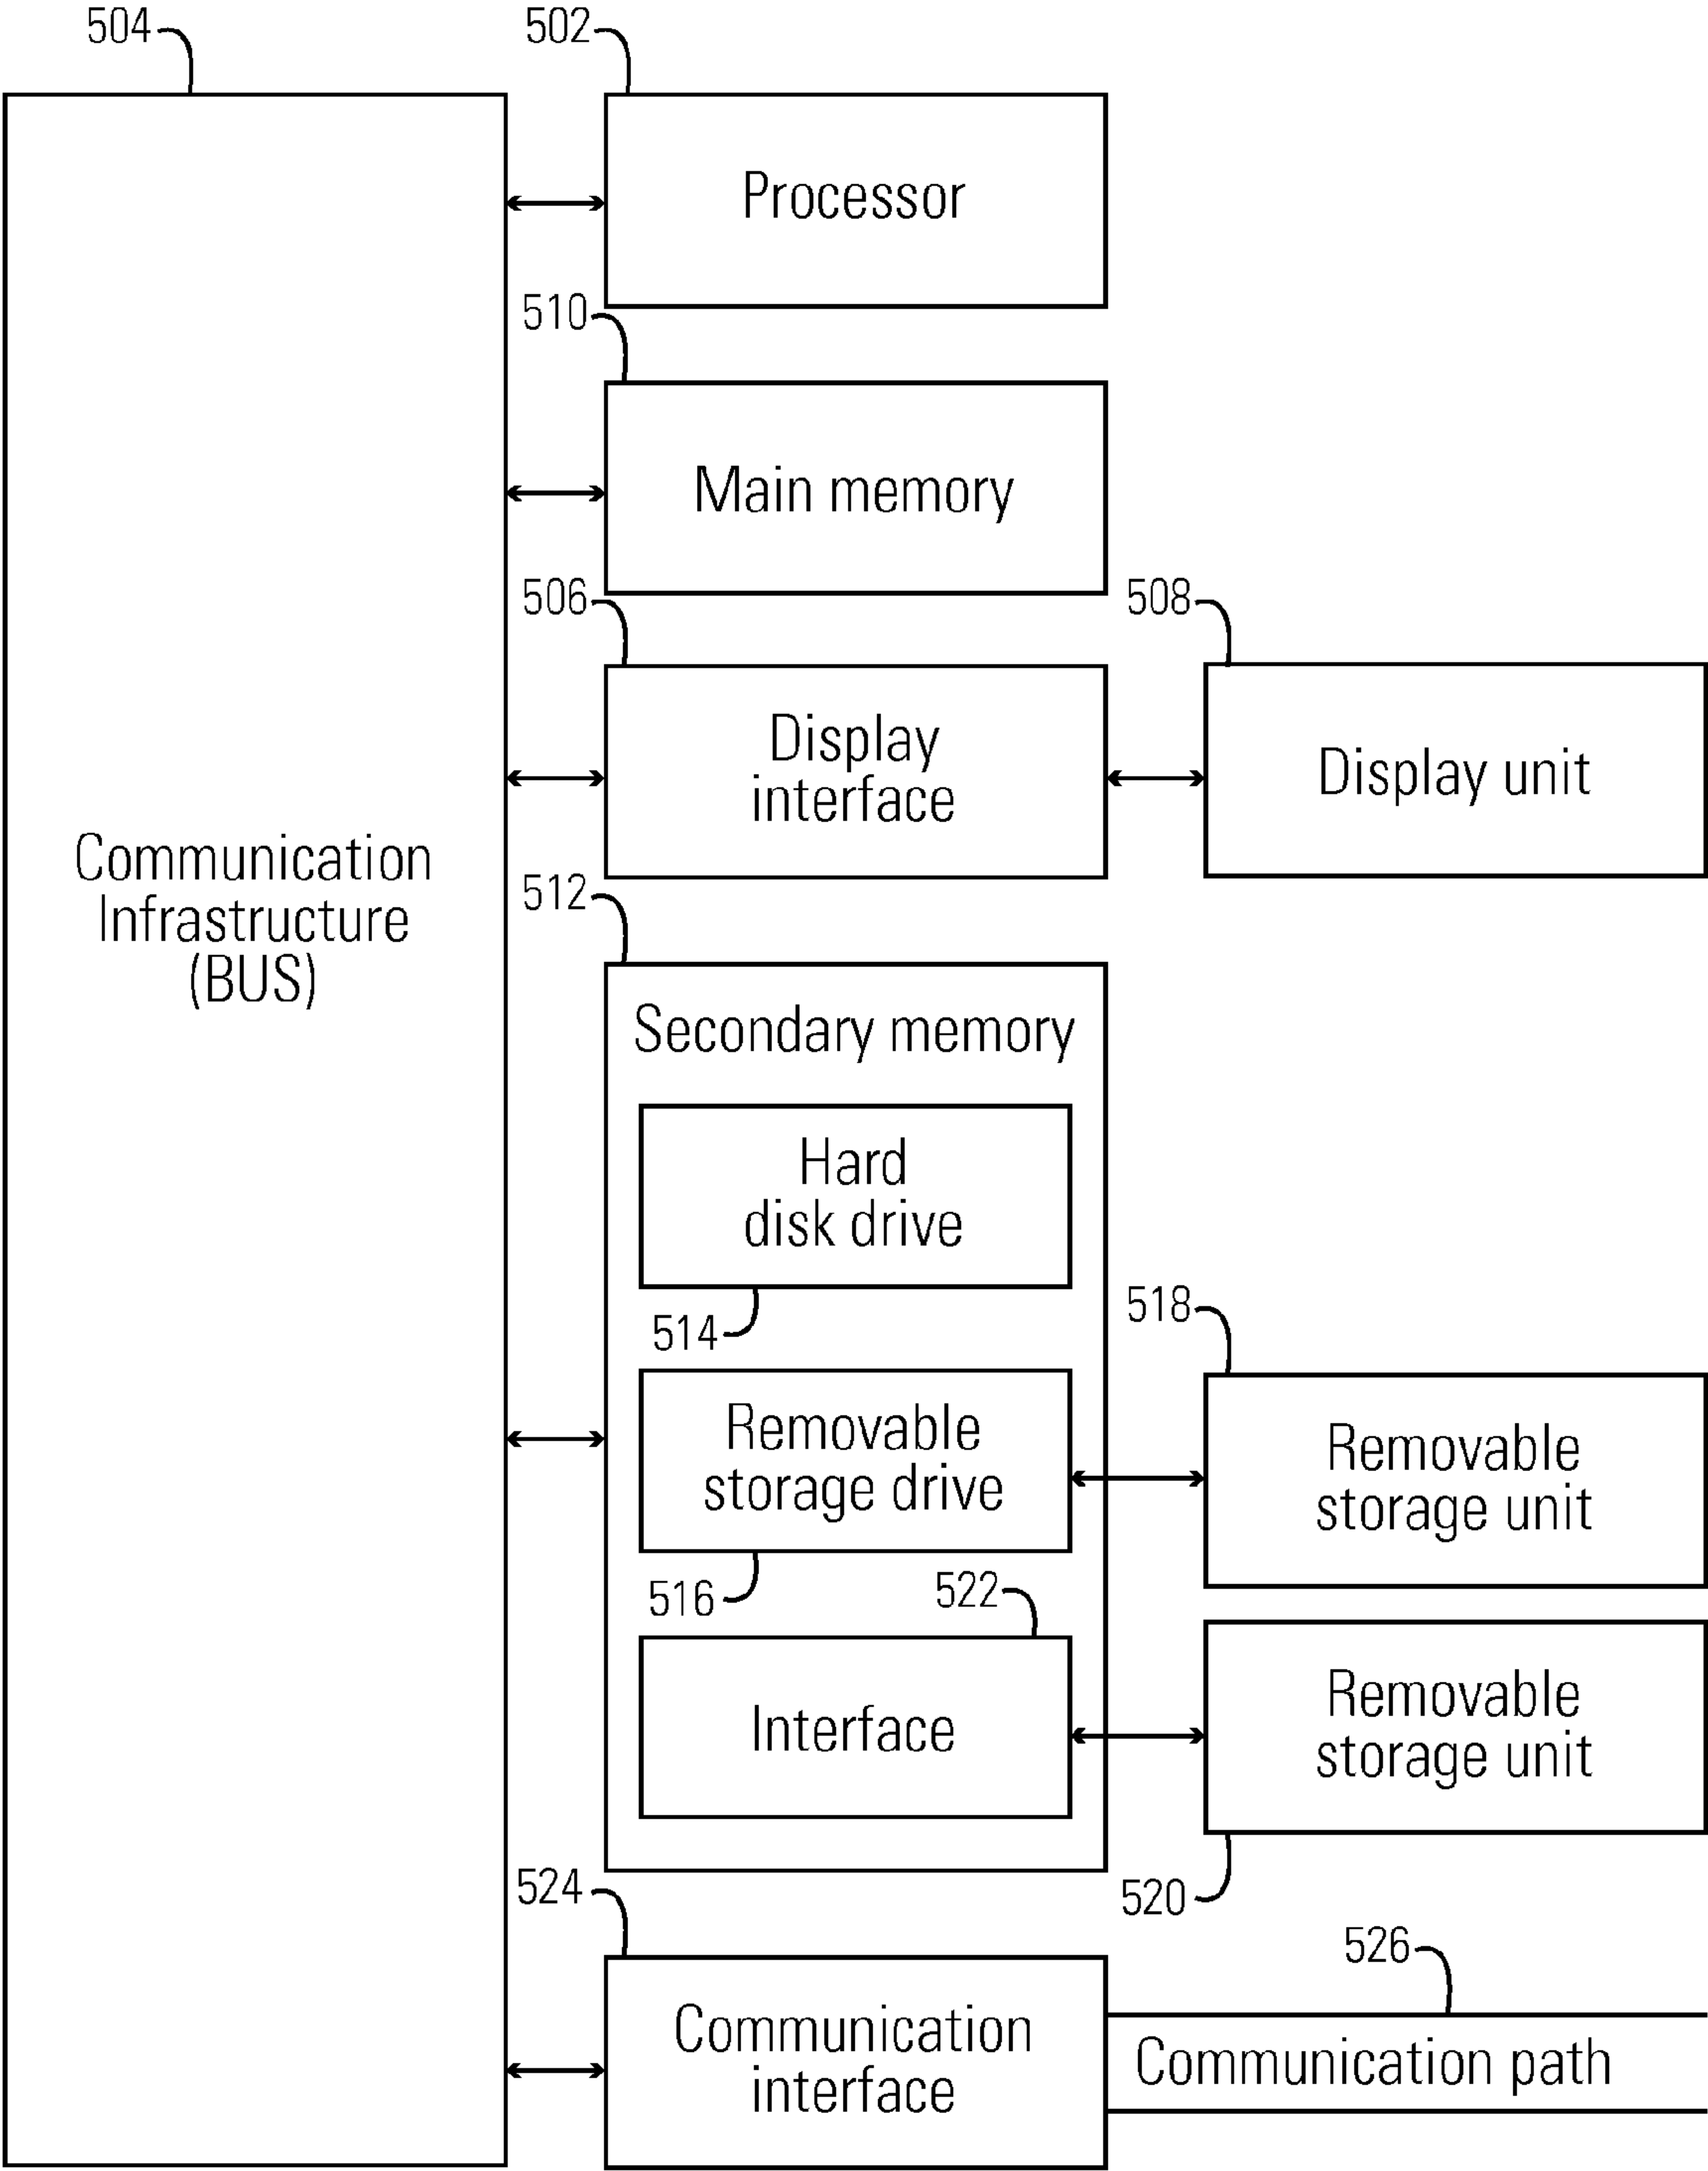 504
502
Processor
510
Main memory
506
508
Display
interface
Display unit
Communication
Infrastructure
(BUS)
512
Secondary memory
Hard
disk drive
514
518
Removable
storage drive
Removable
storage unit
516
522
Interface
Removable
storage unit
520
524
526
Communication
interface
Communication path